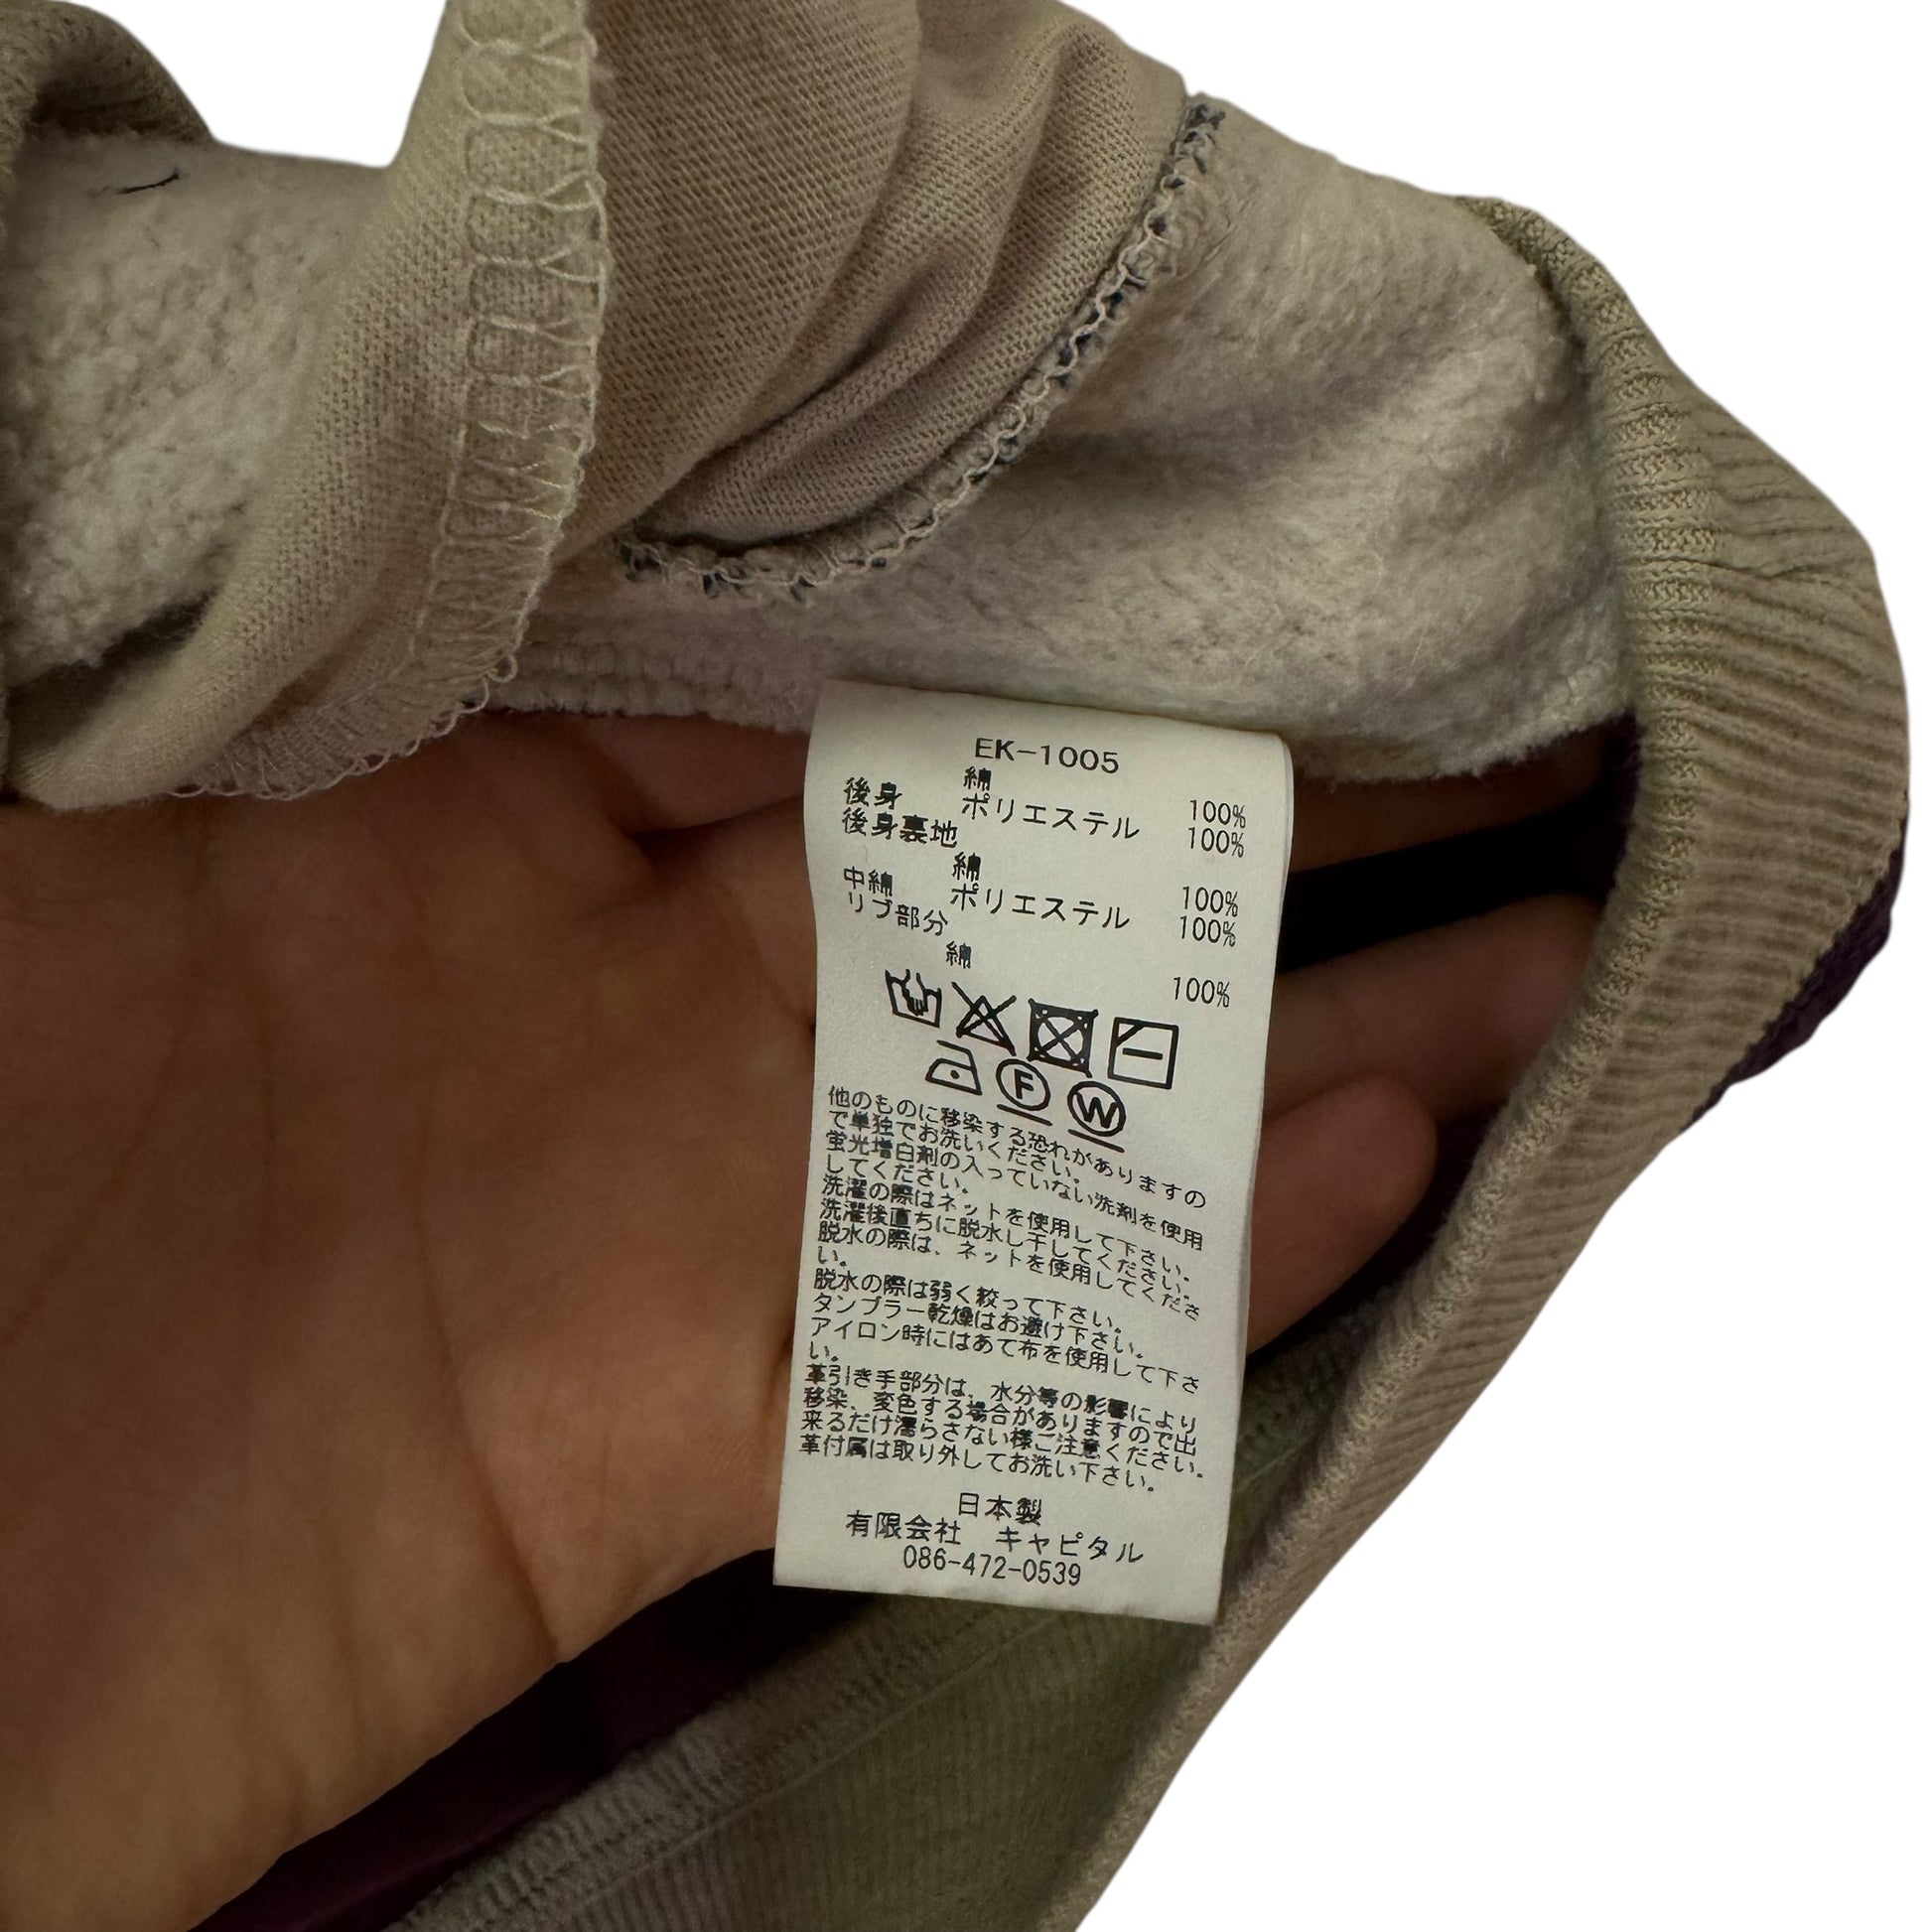 EK-1005
綿 100%
後身 ポリエステル 100%
後身裏地
綿 100%
中綿 ポリエステル 100%
リブ部分
綿 100%
F W
他のものに移染する恐れがありますの
で単独でお洗いください。
蛍光増白剤の入っていない洗剤を使用
してください。
洗濯の際はネットを使用して下さい。
洗濯後直ちに脱水し干してください。
脱水の際は、ネットを使用してくださ
い。
脱水の際は弱く絞って下さい。
タンブラー乾燥はお避け下さい。
アイロン時にはあて布を使用して下さ
い。
革引き手部分は、水分等の影響により
移染、変色する場合がありますので出
来るだけ濡らさない様ご注意ください。
革付属は取り外してお洗い下さい。
日本製
有限会社 キャピタル
086-472-0539